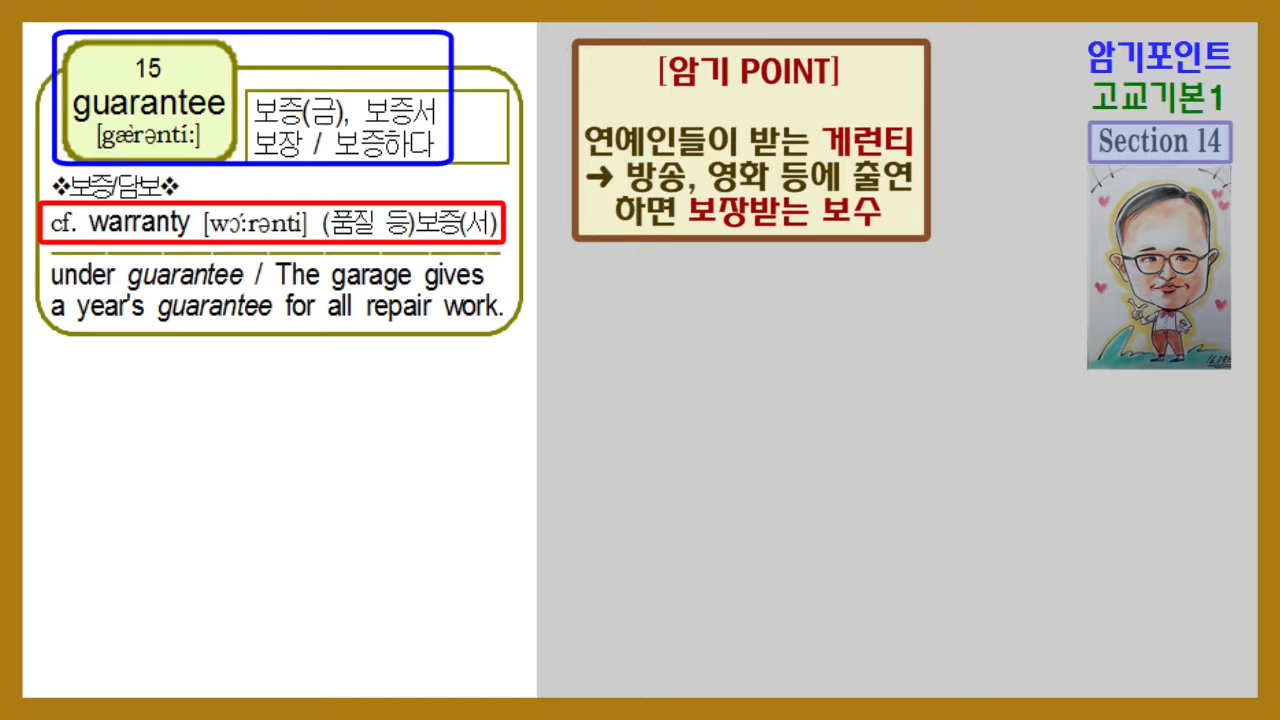 15
guarantee
[gæ̀rəntíː]
보증(금), 보증서
보장 / 보증하다
❖보증/담보❖
cf. warranty [wɔ́ːrənti] (품질 등)보증(서)
under guarantee / The garage gives
a year's guarantee for all repair work.
[암기 POINT]
연예인들이 받는 게런티
➜ 방송, 영화 등에 출연
하면 보장받는 보수
암기포인트
고교기본1
Section 14